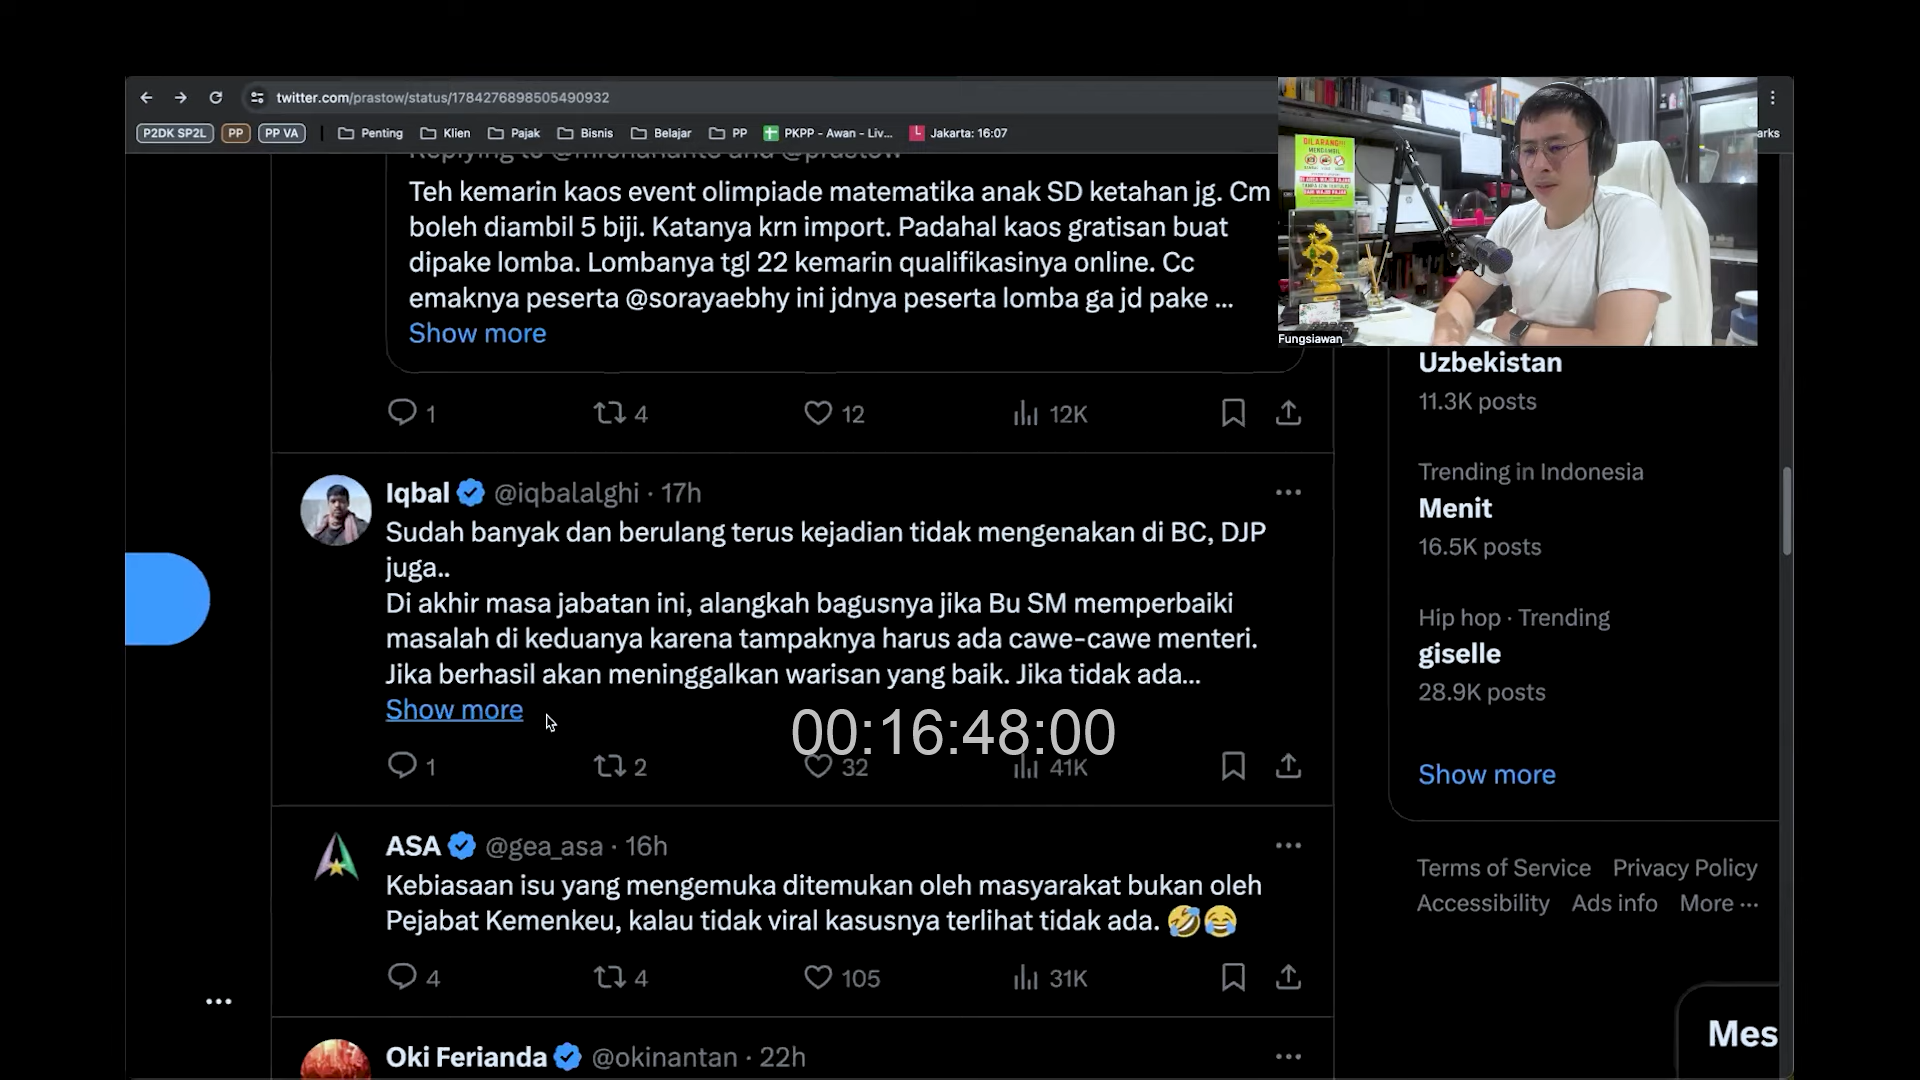 twitter.com/prastow/status/1784276898505490932
P2DK SP2L PP PP VA Penting Klien Pajak Bisnis Belajar PP PKPP - Awan - Liv... Jakarta: 16:07
arks
Replying to @mrshananto and @prastow
Teh kemarin kaos event olimpiade matematika anak SD ketahan jg. Cm
boleh diambil 5 biji. Katanya krn import. Padahal kaos gratisan buat
dipake lomba. Lombanya tgl 22 kemarin qualifikasinya online. Cc
emaknya peserta @sorayaebhy ini jdnya peserta lomba ga jd pake ...
Show more
1 4 12 12K
Iqbal @iqbalalghi · 17h
Sudah banyak dan berulang terus kejadian tidak mengenakan di BC, DJP
juga..
Di akhir masa jabatan ini, alangkah bagusnya jika Bu SM memperbaiki
masalah di keduanya karena tampaknya harus ada cawe-cawe menteri.
Jika berhasil akan meninggalkan warisan yang baik. Jika tidak ada...
Show more
00:16:48:00
1 2 32 41K
ASA @gea_asa · 16h
Kebiasaan isu yang mengemuka ditemukan oleh masyarakat bukan oleh
Pejabat Kemenkeu, kalau tidak viral kasusnya terlihat tidak ada. 🤣😂
4 4 105 31K
Oki Ferianda @okinantan · 22h
DILARANG!!!
MENGAMBIL
Fungsiawan
Uzbekistan
11.3K posts
Trending in Indonesia
Menit
16.5K posts
Hip hop · Trending
giselle
28.9K posts
Show more
Terms of Service Privacy Policy
Accessibility Ads info More ...
Mes